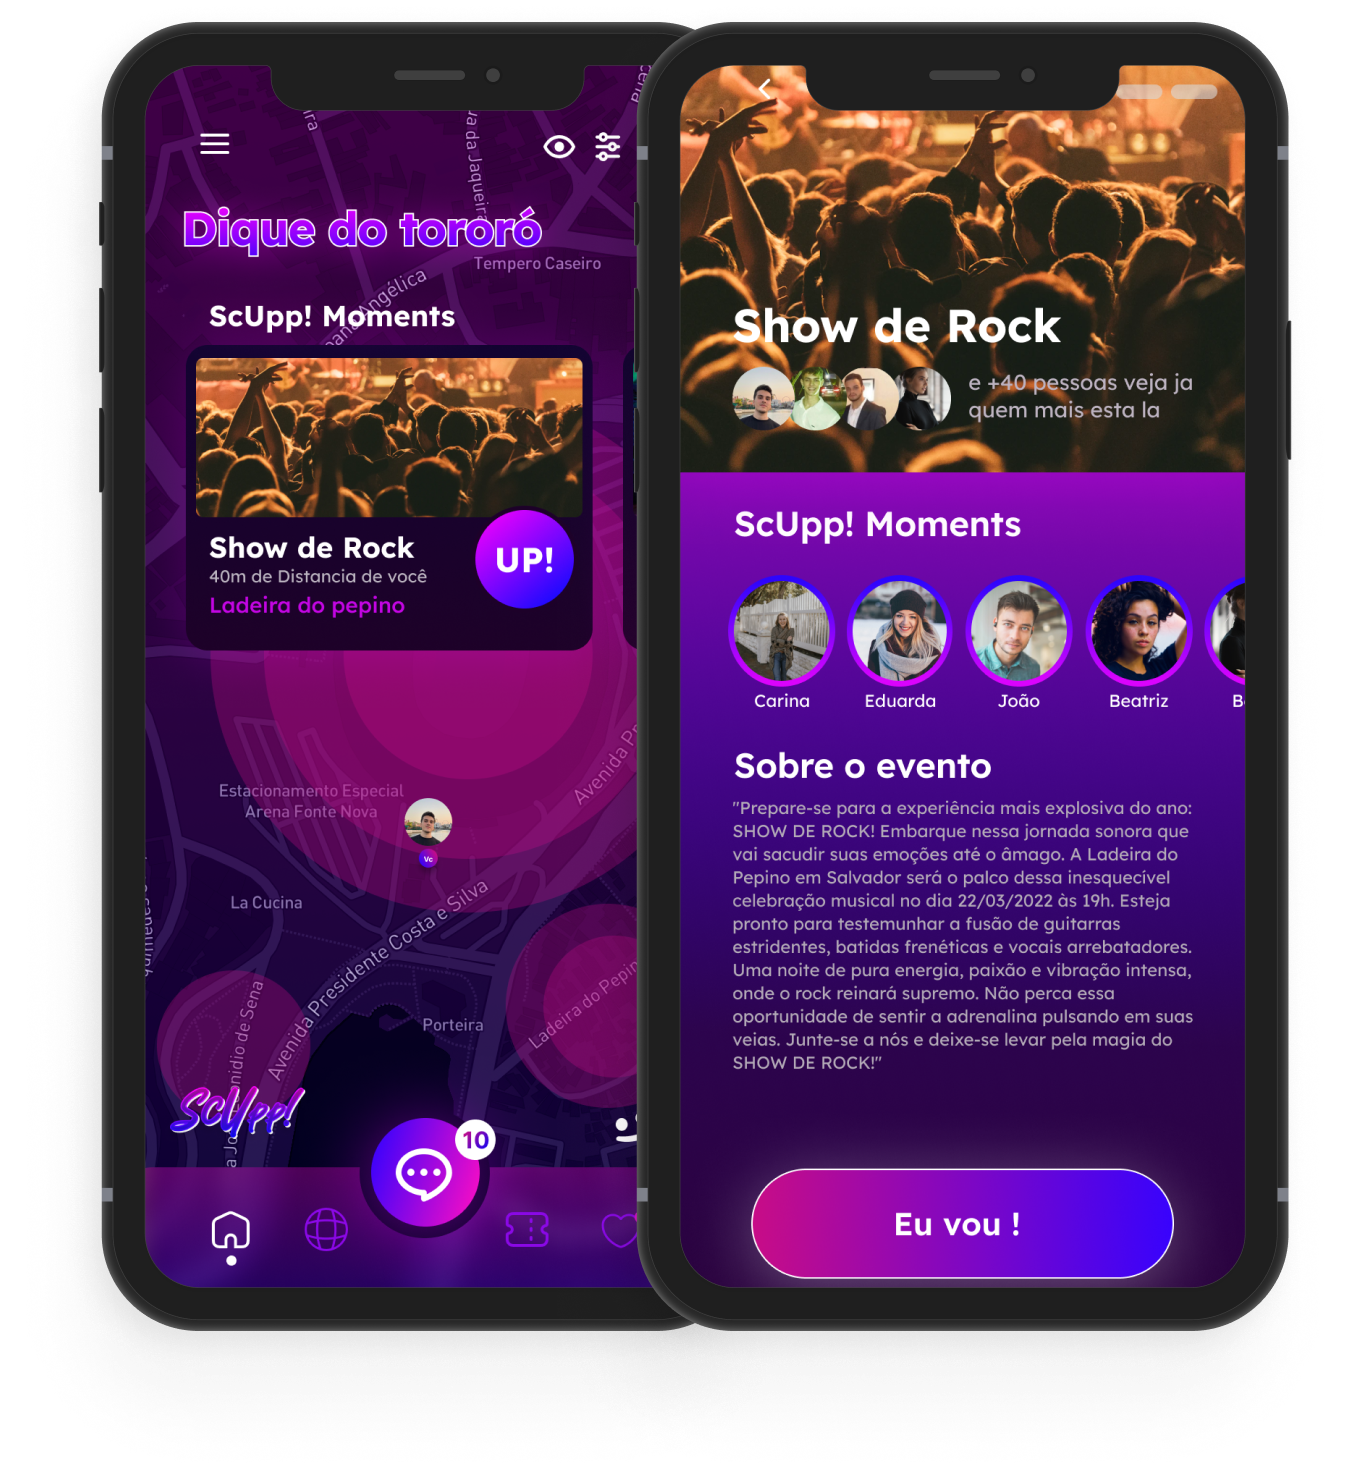 Dique do tororó
Tempero Caseiro
Angélica
ScUpp! Moments
Show de Rock
40m de Distancia de você
Ladeira do pepino
UP!
Estacionamento Especial
Arena Fonte Nova
Vc
La Cucina
Avenida Presidente Costa e Silva
Avenida
Porteira
Ladeira do Pepin
ScUpp!
10
da Jaqueira
Show de Rock
e +40 pessoas veja ja
quem mais esta la
ScUpp! Moments
Carina
Eduarda
João
Beatriz
Sobre o evento
"Prepare-se para a experiência mais explosiva do ano:
SHOW DE ROCK! Embarque nessa jornada sonora que
vai sacudir suas emoções até o âmago. A Ladeira do
Pepino em Salvador será o palco dessa inesquecível
celebração musical no dia 22/03/2022 às 19h. Esteja
pronto para testemunhar a fusão de guitarras
estridentes, batidas frenéticas e vocais arrebatadores.
Uma noite de pura energia, paixão e vibração intensa,
onde o rock reinará supremo. Não perca essa
oportunidade de sentir a adrenalina pulsando em suas
veias. Junte-se a nós e deixe-se levar pela magia do
SHOW DE ROCK!"
Eu vou !